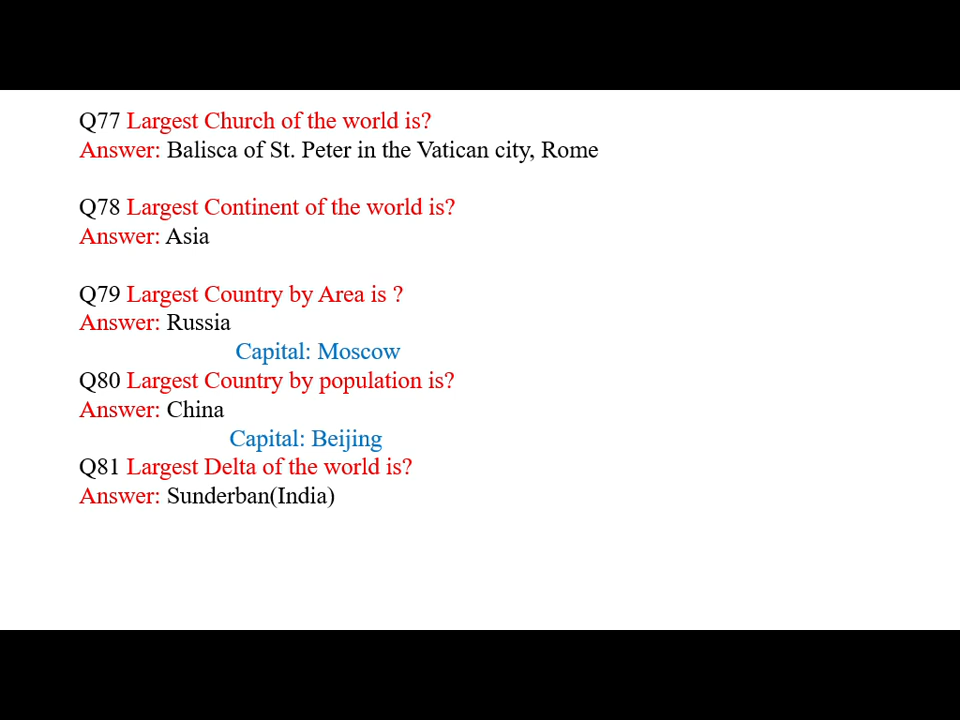 Q77 Largest Church of the world is?
Answer: Balisca of St. Peter in the Vatican city, Rome
Q78 Largest Continent of the world is?
Answer: Asia
Q79 Largest Country by Area is ?
Answer: Russia
Capital: Moscow
Q80 Largest Country by population is?
Answer: China
Capital: Beijing
Q81 Largest Delta of the world is?
Answer: Sunderban(India)